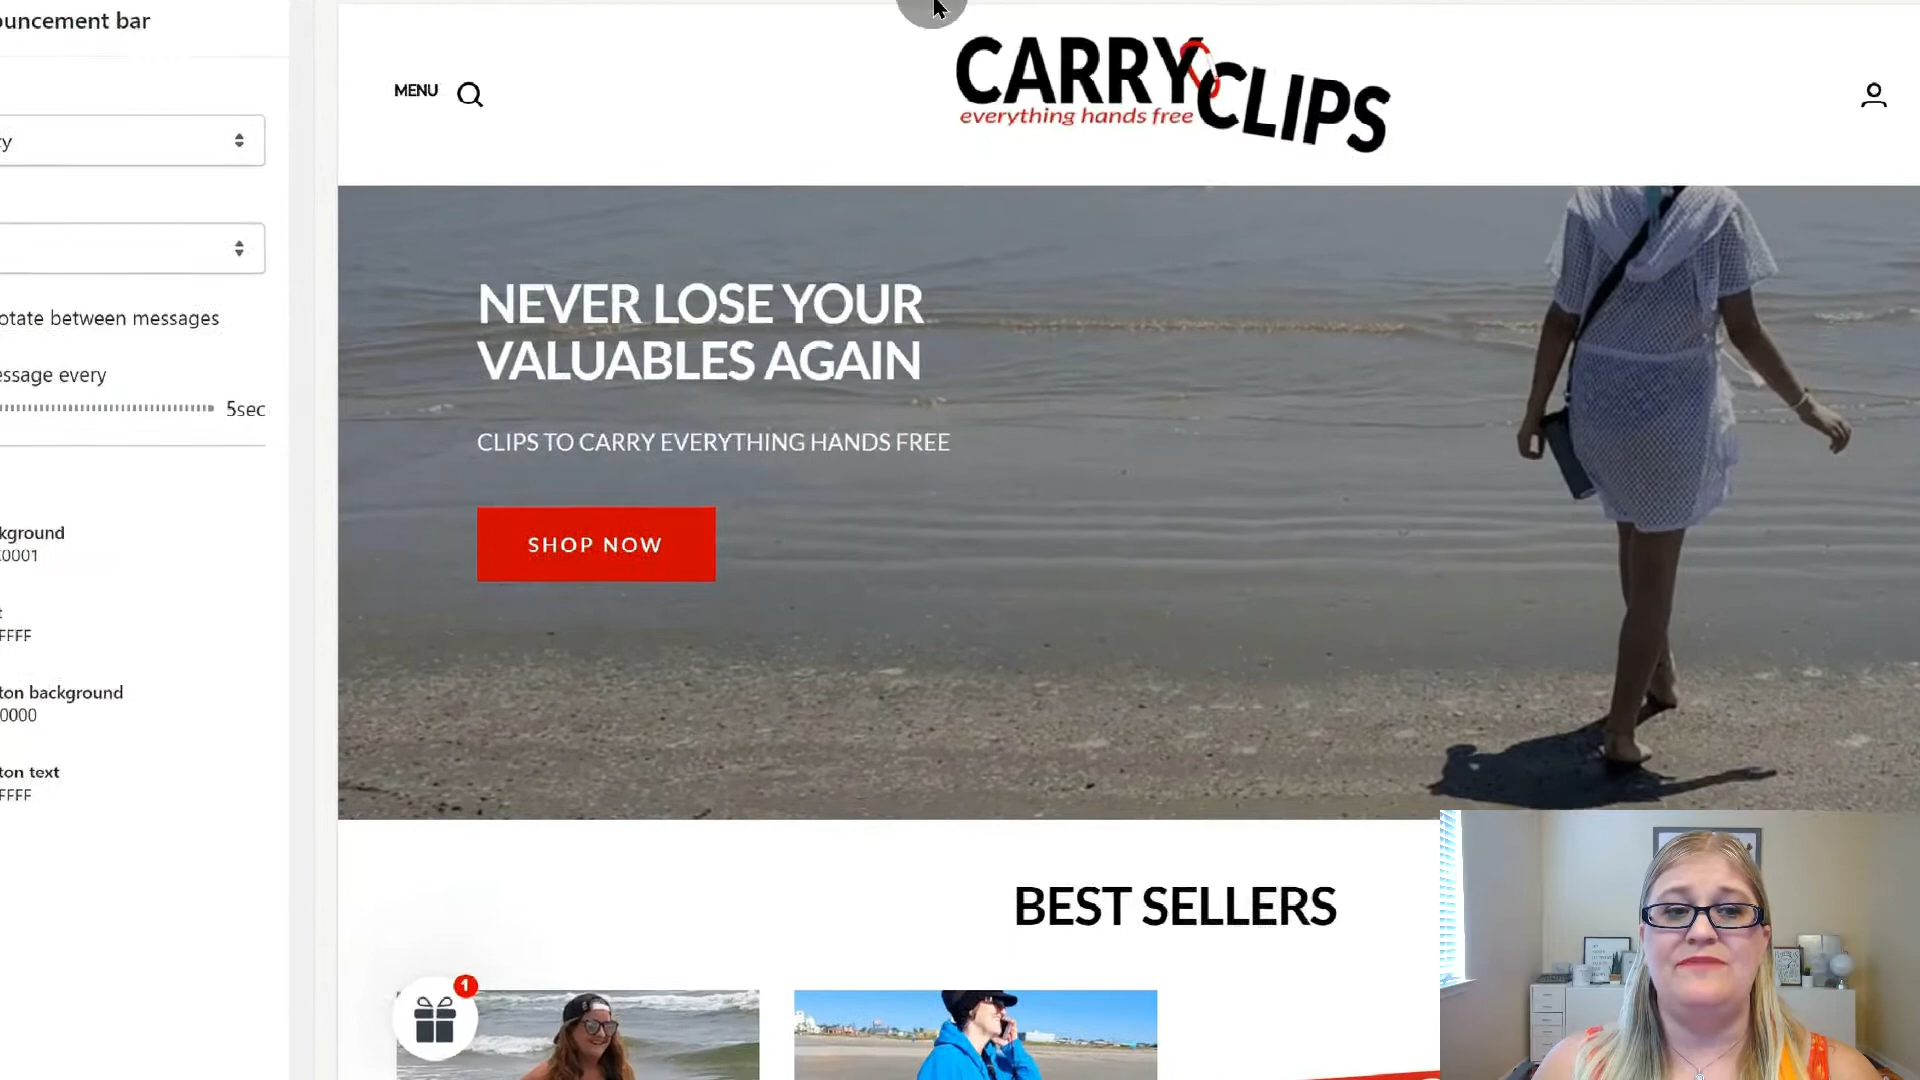 ouncement bar
y
otate between messages
essage every
5sec
kground
0001
t
FFFF
ton background
0000
ton text
FFFF
MENU
CARRY CLIPS
everything hands free
NEVER LOSE YOUR
VALUABLES AGAIN
CLIPS TO CARRY EVERYTHING HANDS FREE
SHOP NOW
BEST SELLERS
1